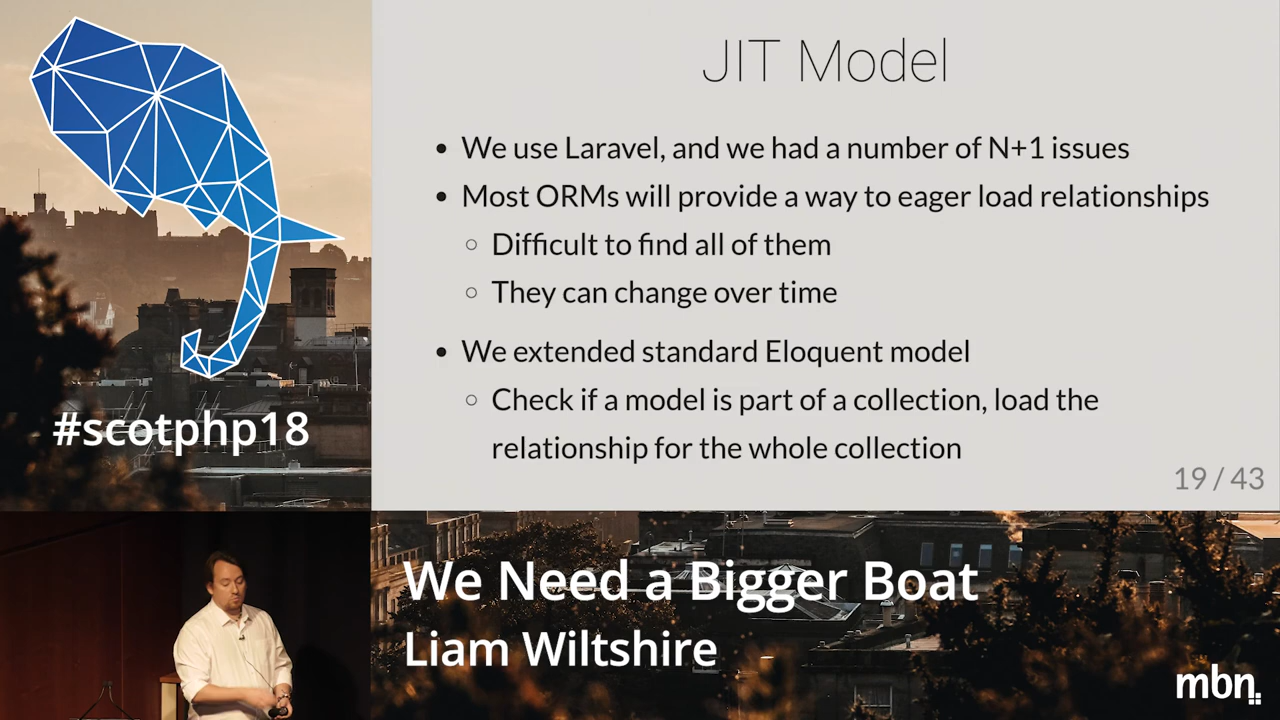 JIT Model
• We use Laravel, and we had a number of N+1 issues
• Most ORMs will provide a way to eager load relationships
○ Difficult to find all of them
○ They can change over time
• We extended standard Eloquent model
○ Check if a model is part of a collection, load the
relationship for the whole collection
19 / 43
#scotphp18
We Need a Bigger Boat
Liam Wiltshire
mbn